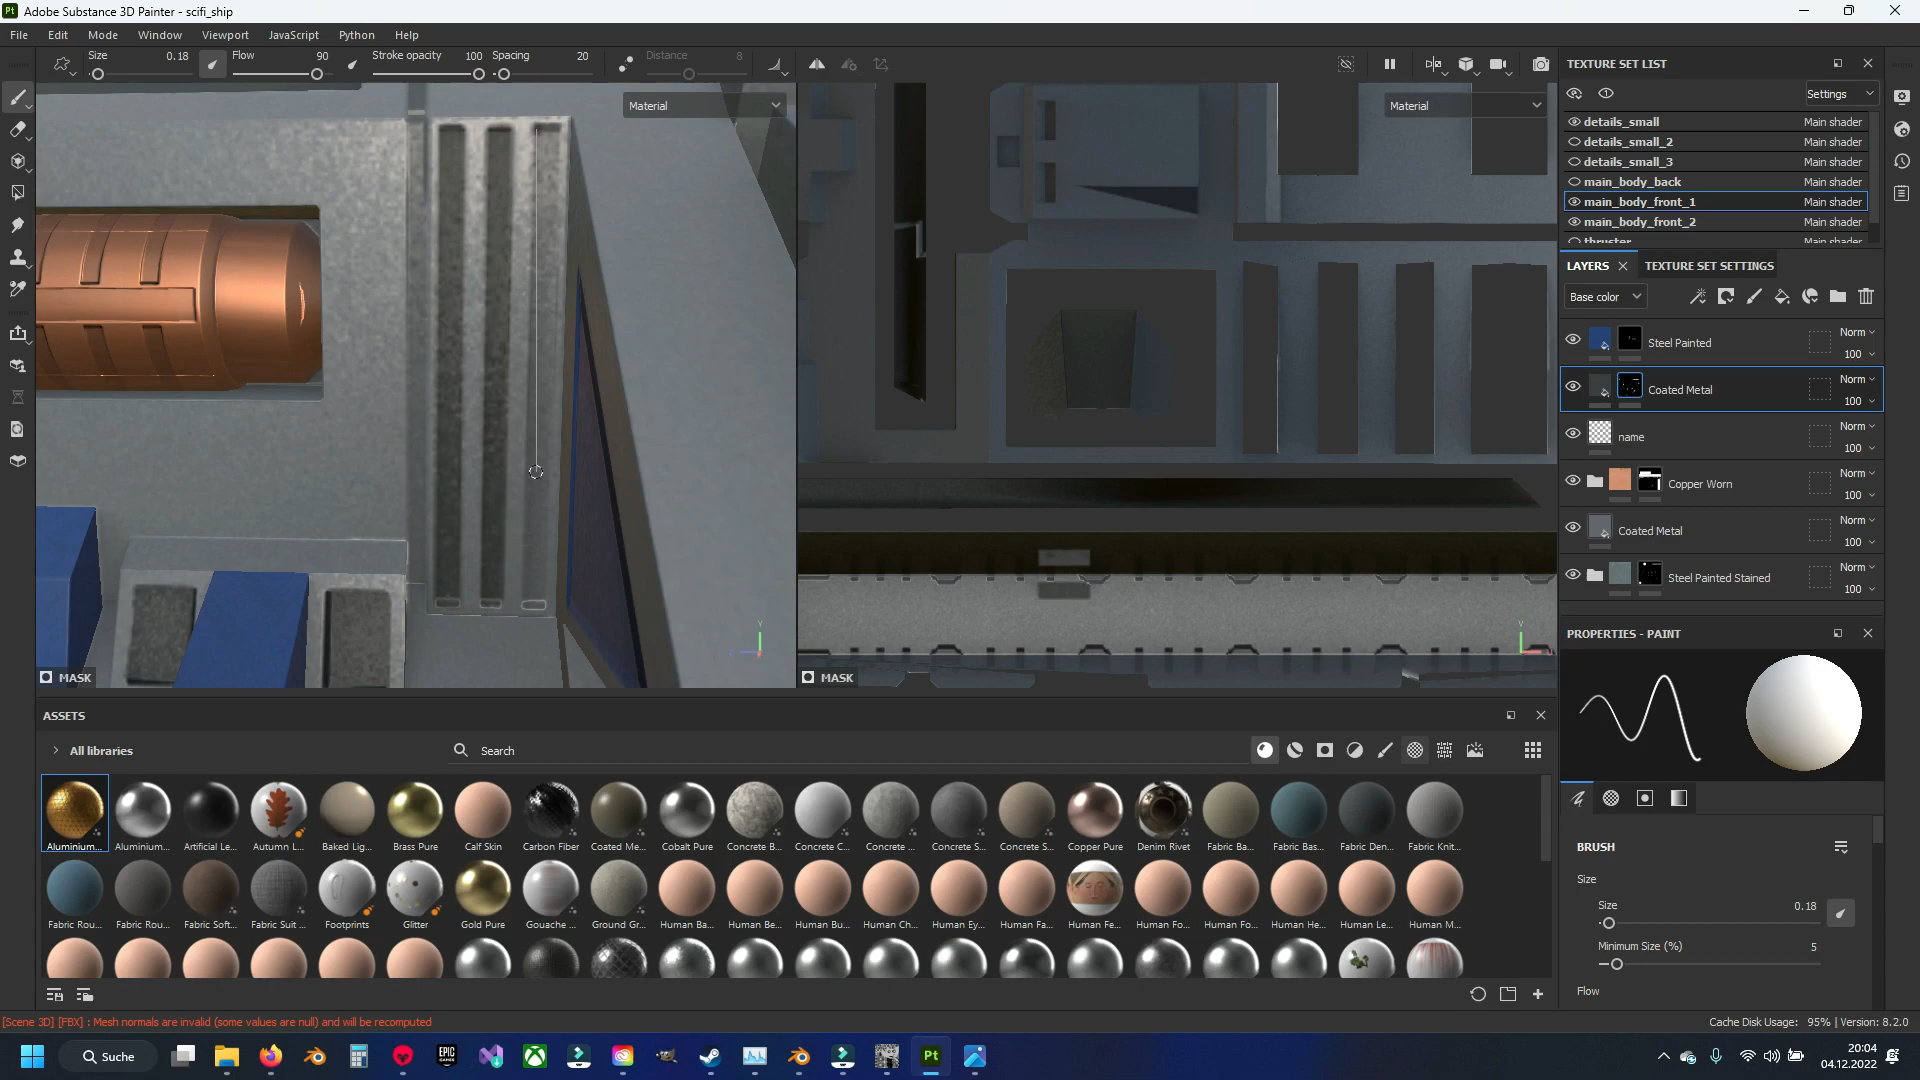 Pt Adobe Substance 3D Painter - scifi_ship
File Edit Mode Window Viewport JavaScript Python Help
Size 0.18 Flow 90 Stroke opacity 100 Spacing 20 Distance 8
Material
Material
MASK
MASK
TEXTURE SET LIST
Settings
details_small Main shader
details_small_2 Main shader
details_small_3 Main shader
main_body_back Main shader
main_body_front_1 Main shader
main_body_front_2 Main shader
thruster Main shader
LAYERS TEXTURE SET SETTINGS
Base color
Steel Painted Norm 100
Coated Metal Norm 100
name Norm 100
Copper Worn Norm 100
Coated Metal Norm 100
Steel Painted Stained Norm 100
PROPERTIES - PAINT
BRUSH
Size
Size 0.18
Minimum Size (%) 5
Flow
ASSETS
All libraries Search
Aluminium... Aluminium... Artificial Le... Autumn L... Baked Lig... Brass Pure Calf Skin Carbon Fiber Coated Me... Cobalt Pure Concrete B... Concrete C... Concrete ... Concrete S... Concrete S... Copper Pure Denim Rivet Fabric Ba... Fabric Bas... Fabric Den... Fabric Knit...
Fabric Rou... Fabric Rou... Fabric Soft... Fabric Suit ... Footprints Glitter Gold Pure Gouache ... Ground Gr... Human Ba... Human Be... Human Bu... Human Ch... Human Ey... Human Fa... Human Fe... Human Fo... Human Fo... Human He... Human Le... Human M...
[Scene 3D] [FBX] : Mesh normals are invalid (some values are null) and will be recomputed
Cache Disk Usage: 95% | Version: 8.2.0
Suche
EPIC GAMES
Pt
20:04
04.12.2022